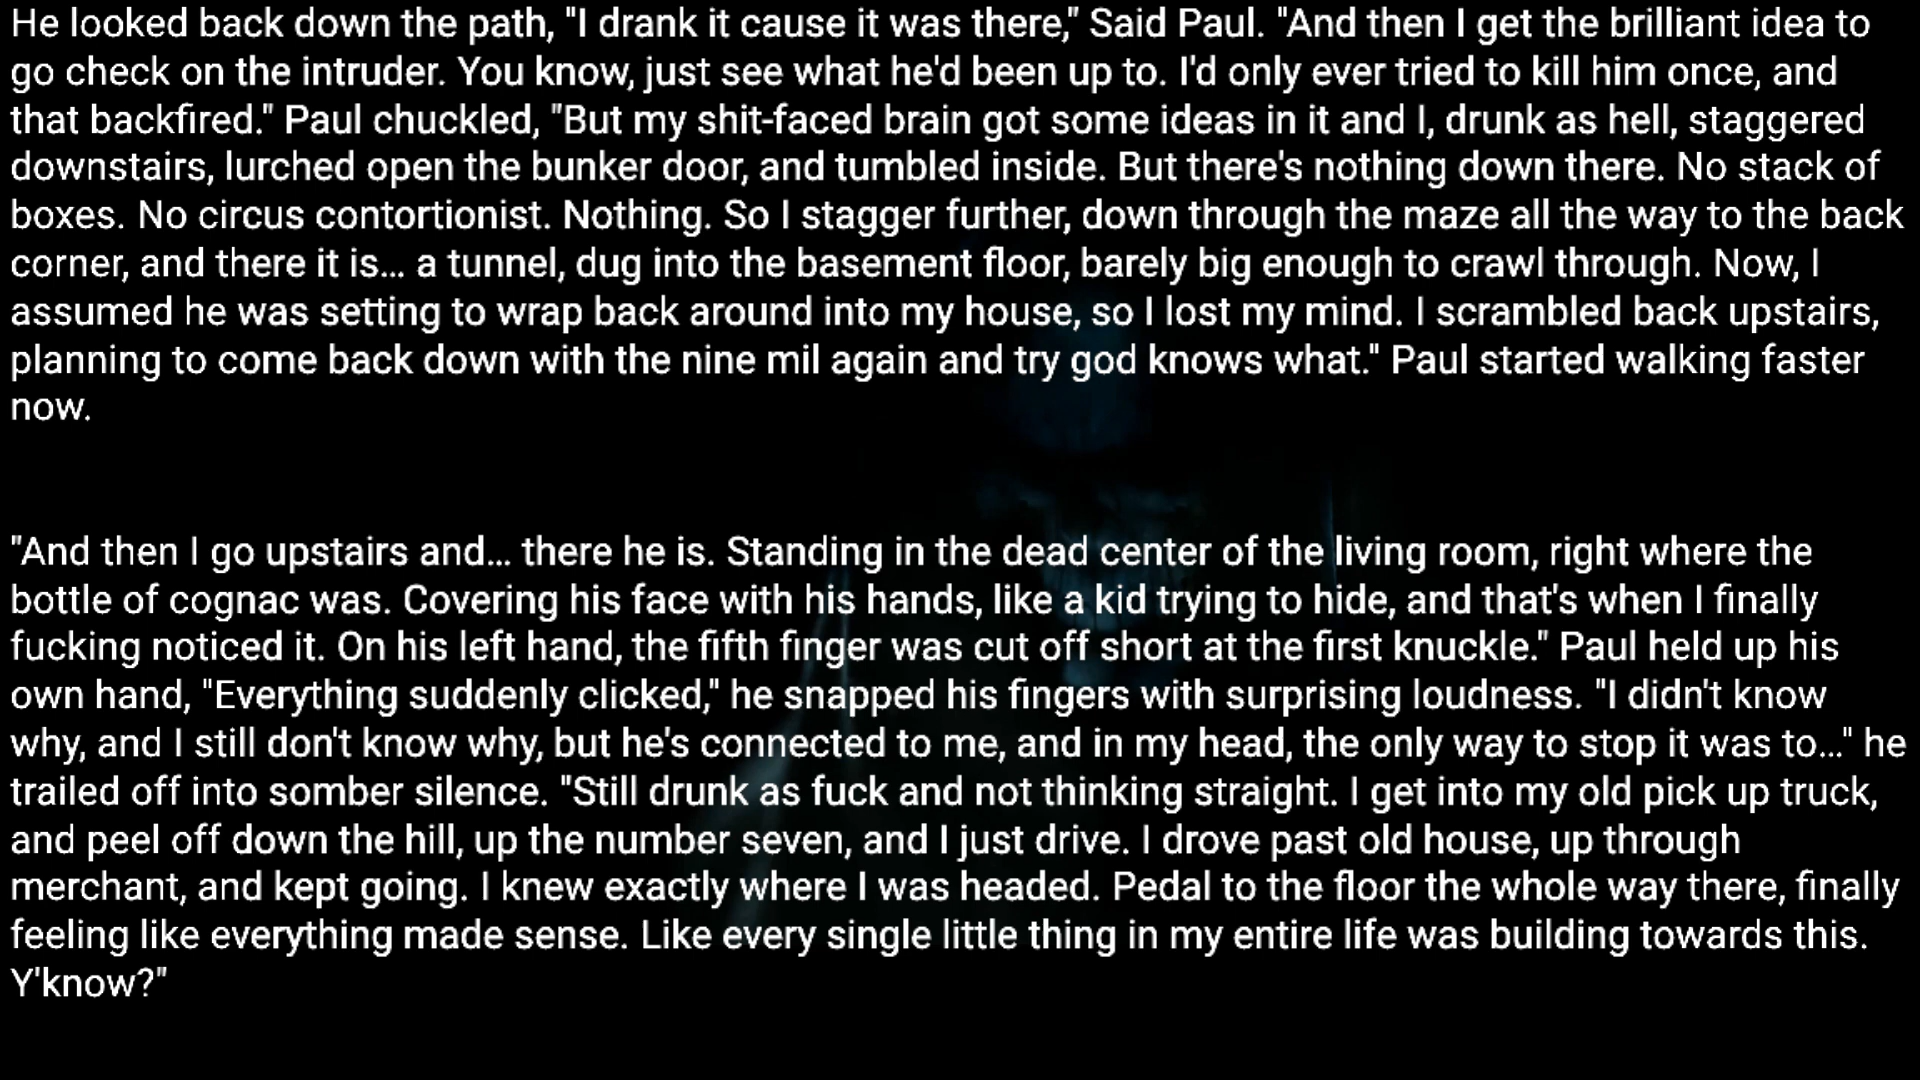 He looked back down the path, "I drank it cause it was there," Said Paul. "And then I get the brilliant idea to
go check on the intruder. You know, just see what he'd been up to. I'd only ever tried to kill him once, and
that backfired." Paul chuckled, "But my shit-faced brain got some ideas in it and I, drunk as hell, staggered
downstairs, lurched open the bunker door, and tumbled inside. But there's nothing down there. No stack of
boxes. No circus contortionist. Nothing. So I stagger further, down through the maze all the way to the back
corner, and there it is... a tunnel, dug into the basement floor, barely big enough to crawl through. Now, I
assumed he was setting to wrap back around into my house, so I lost my mind. I scrambled back upstairs,
planning to come back down with the nine mil again and try god knows what." Paul started walking faster
now.
"And then I go upstairs and... there he is. Standing in the dead center of the living room, right where the
bottle of cognac was. Covering his face with his hands, like a kid trying to hide, and that's when I finally
fucking noticed it. On his left hand, the fifth finger was cut off short at the first knuckle." Paul held up his
own hand, "Everything suddenly clicked," he snapped his fingers with surprising loudness. "I didn't know
why, and I still don't know why, but he's connected to me, and in my head, the only way to stop it was to..." he
trailed off into somber silence. "Still drunk as fuck and not thinking straight. I get into my old pick up truck,
and peel off down the hill, up the number seven, and I just drive. I drove past old house, up through
merchant, and kept going. I knew exactly where I was headed. Pedal to the floor the whole way there, finally
feeling like everything made sense. Like every single little thing in my entire life was building towards this.
Y'know?"